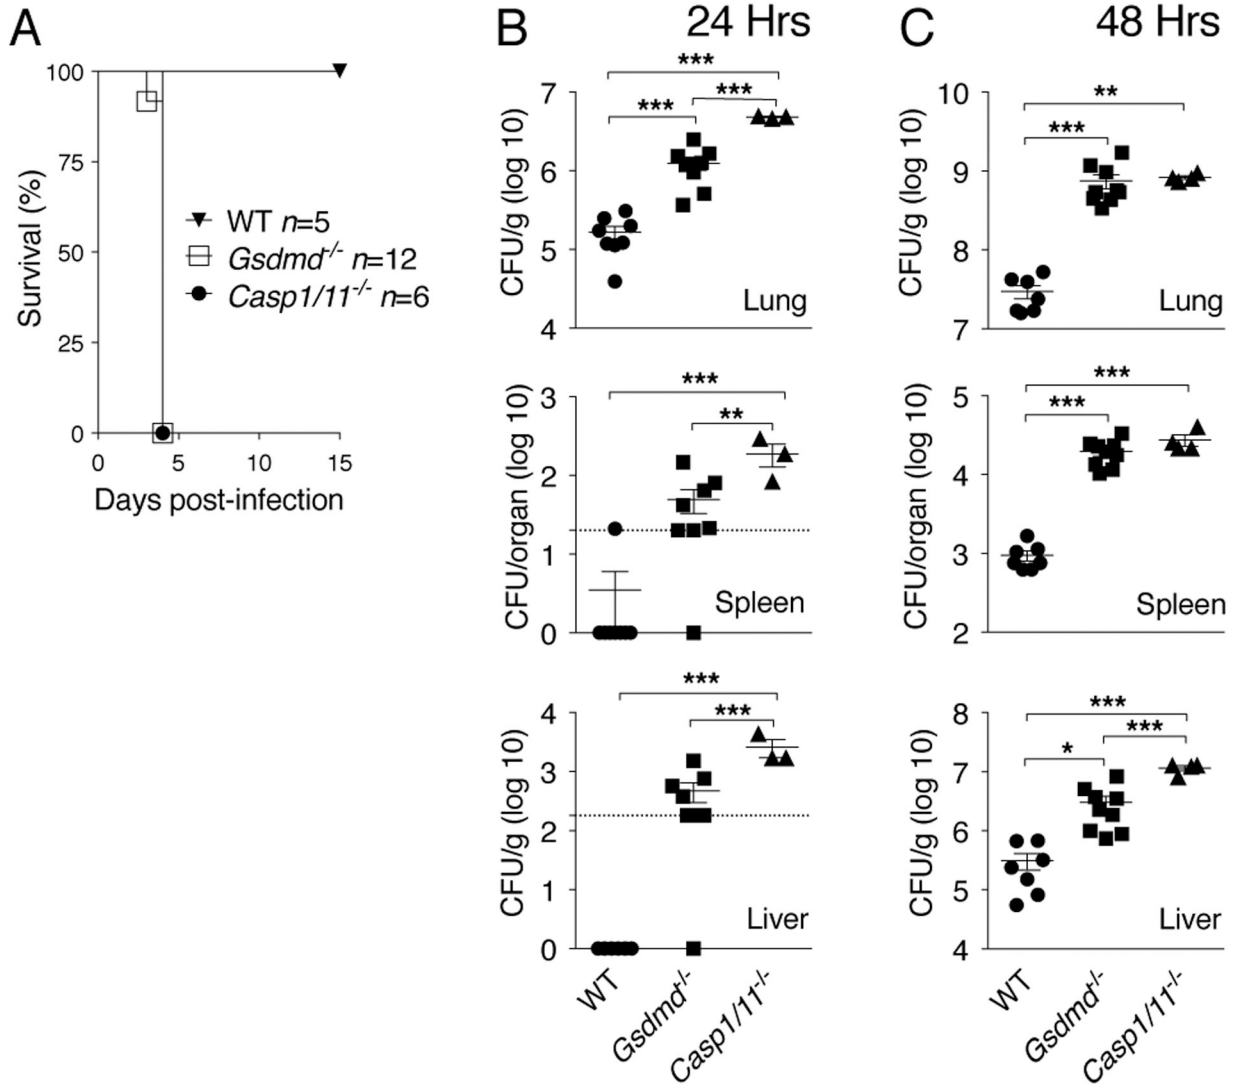 A
100
75
50
25
0
0 5 10 15
Survival (%)
Days post-infection
WT n=5
Gsdmd-/- n=12
Casp1/11-/- n=6
B 24 Hrs
***
*** ***
7
6
5
4
CFU/g (log 10)
Lung
***
**
3
2
1
0
CFU/organ (log 10)
Spleen
***
***
4
3
2
1
0
CFU/g (log 10)
Liver
WT
Gsdmd-/-
Casp1/11-/-
C 48 Hrs
**
***
10
9
8
7
CFU/g (log 10)
Lung
***
***
5
4
3
2
CFU/organ (log 10)
Spleen
***
***
*
8
7
6
5
4
CFU/g (log 10)
Liver
WT
Gsdmd-/-
Casp1/11-/-